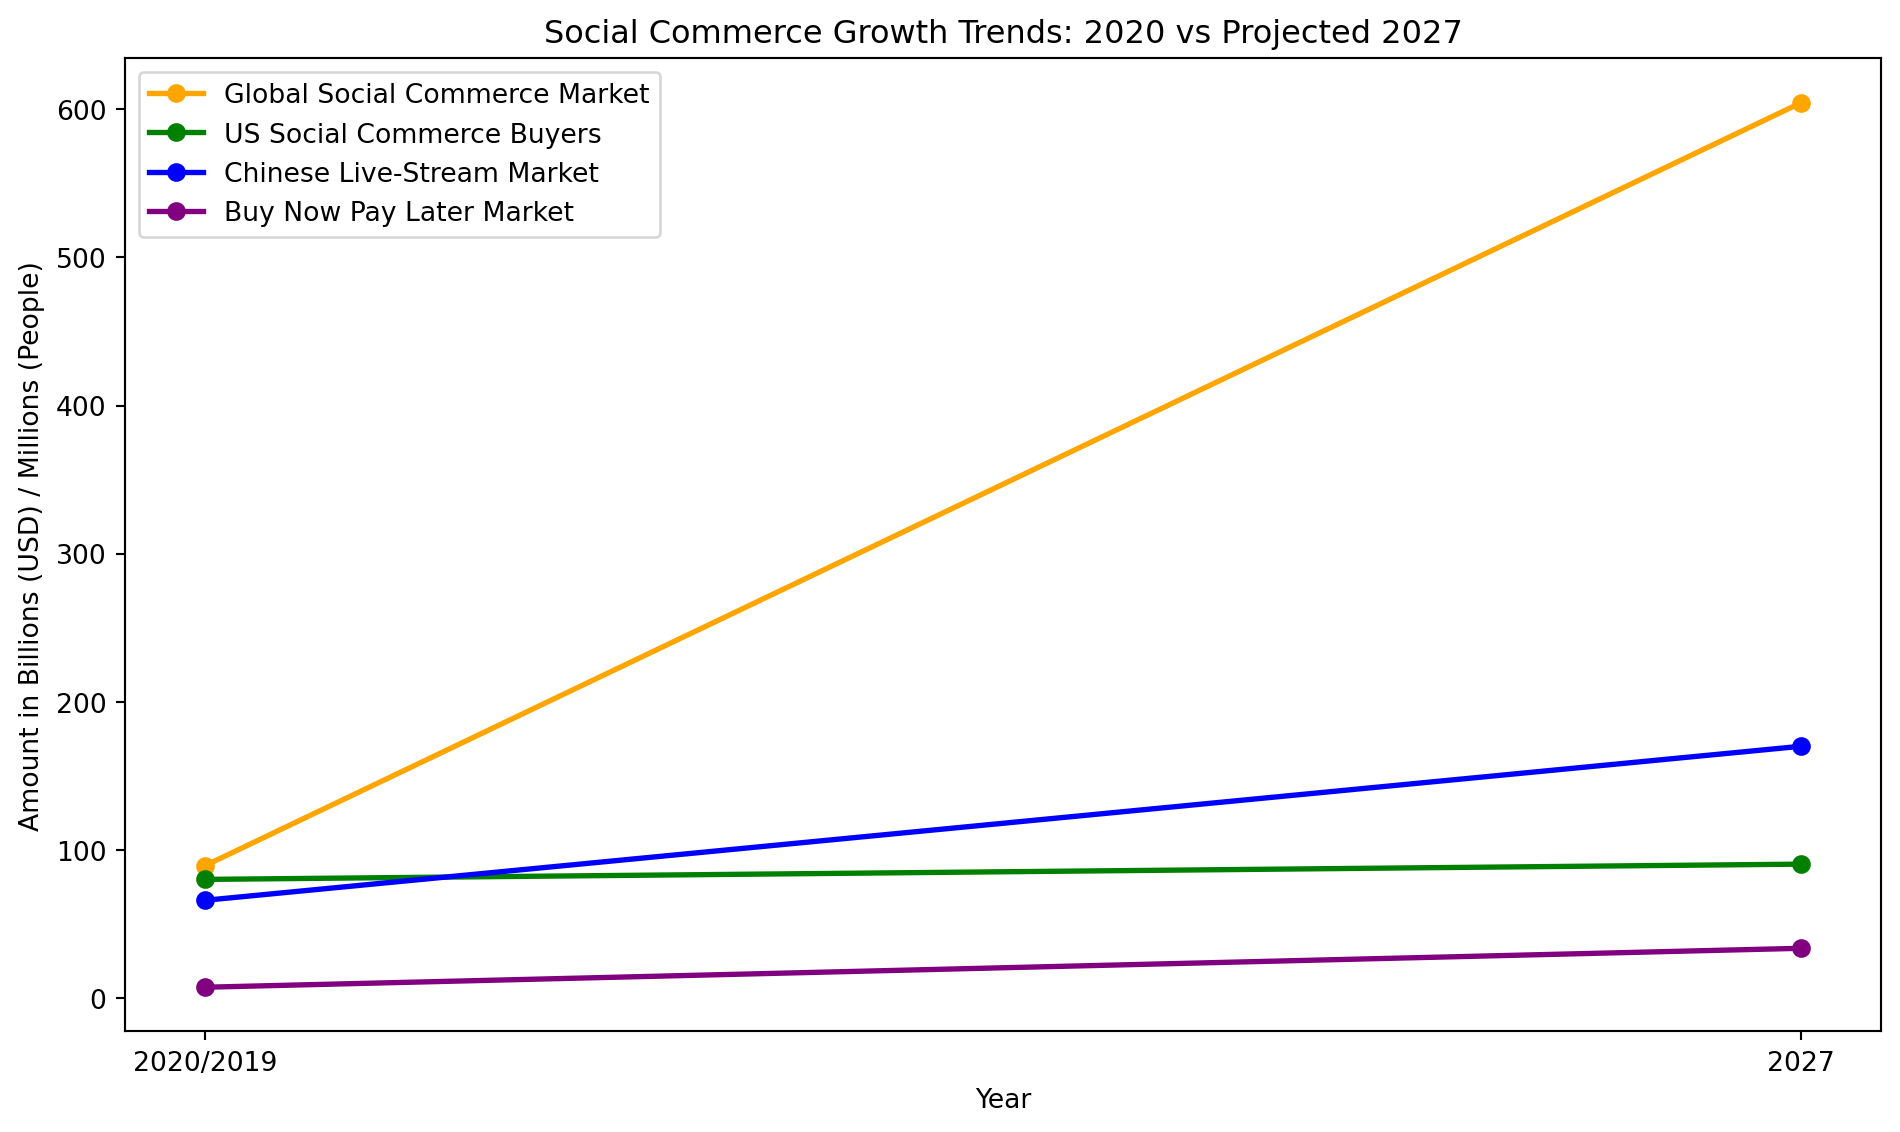 Social Commerce Growth Trends: 2020 vs Projected 2027
Global Social Commerce Market
US Social Commerce Buyers
Chinese Live-Stream Market
Buy Now Pay Later Market
Amount in Billions (USD) / Millions (People)
600
500
400
300
200
100
0
2020/2019
2027
Year